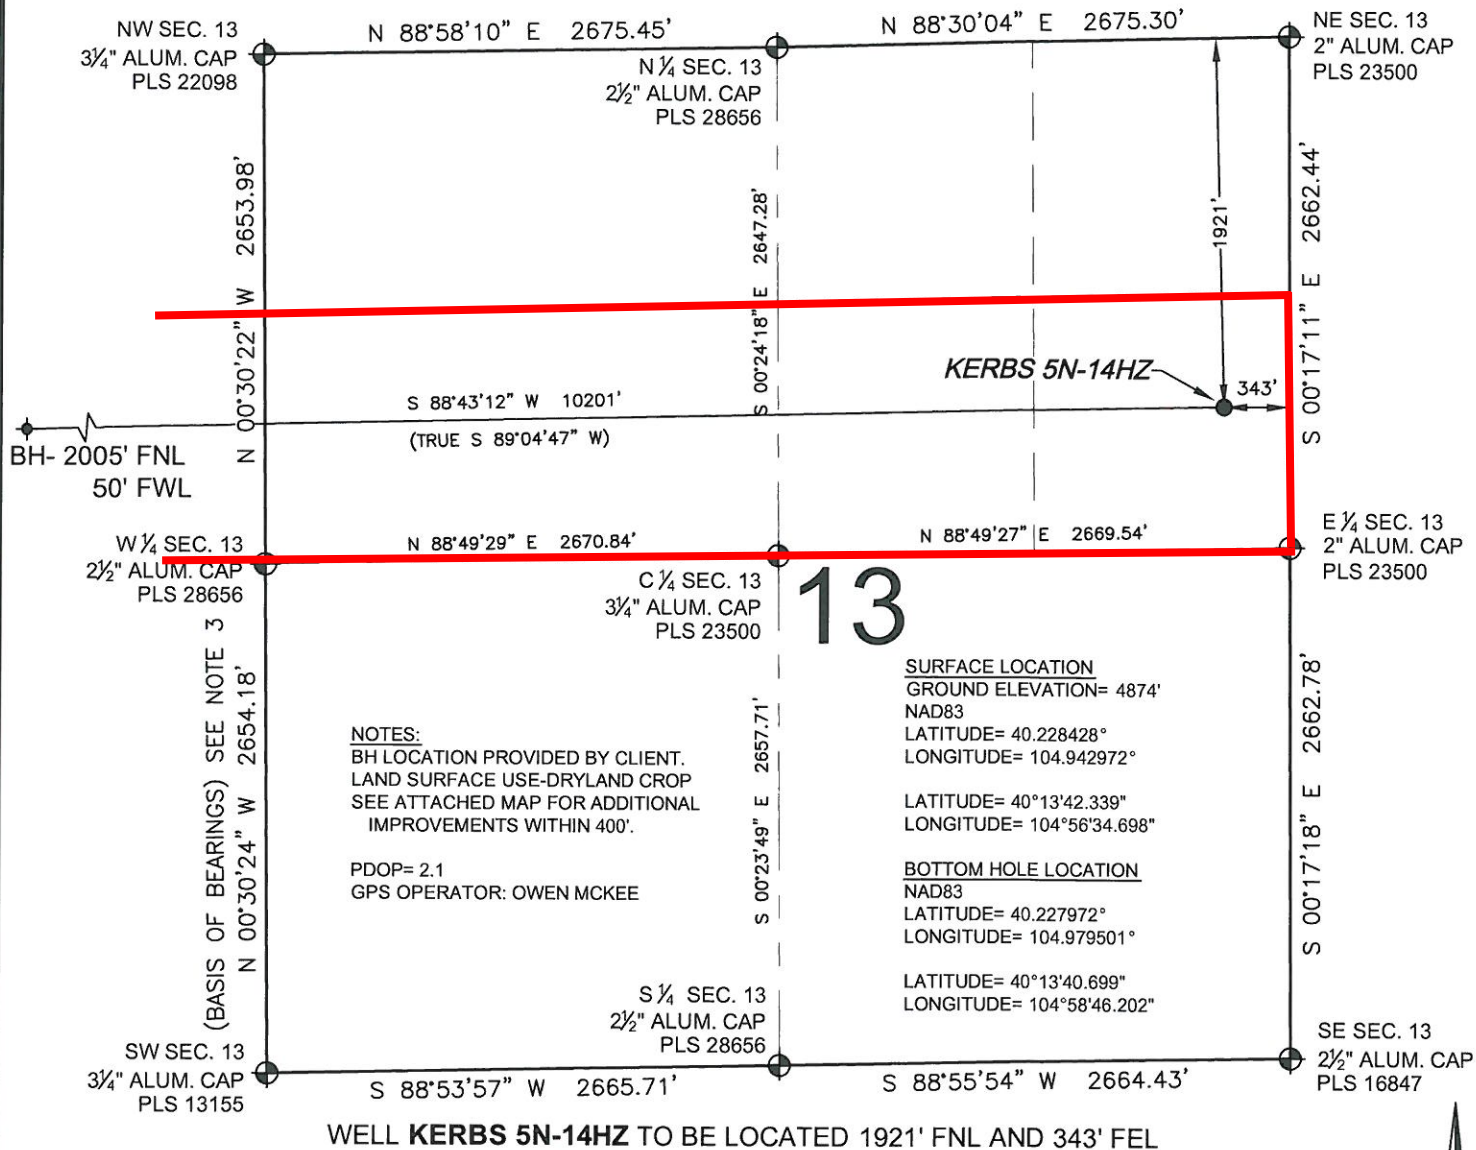 N 88°58'10" E 2675.45'
N 88°30'04" E 2675.30'
NW SEC. 13
3¼" ALUM. CAP
PLS 22098
N ¼ SEC. 13
2½" ALUM. CAP
PLS 28656
NE SEC. 13
2" ALUM. CAP
PLS 23500
N 00°30'22" W 2653.98'
S 00°24'18" E 2647.28'
1921'
S 00°17'11" E 2662.44'
KERBS 5N-14HZ
343'
S 88°43'12" W 10201'
(TRUE S 89°04'47" W)
BH- 2005' FNL
50' FWL
W ¼ SEC. 13
2½" ALUM. CAP
PLS 28656
N 88°49'29" E 2670.84'
N 88°49'27" E 2669.54'
E ¼ SEC. 13
2" ALUM. CAP
PLS 23500
C ¼ SEC. 13
3¼" ALUM. CAP
PLS 23500
13
(BASIS OF BEARINGS) SEE NOTE 3
N 00°30'24" W 2654.18'
NOTES:
BH LOCATION PROVIDED BY CLIENT.
LAND SURFACE USE-DRYLAND CROP
SEE ATTACHED MAP FOR ADDITIONAL
IMPROVEMENTS WITHIN 400'.
PDOP= 2.1
GPS OPERATOR: OWEN MCKEE
S 00°23'49" E 2657.71'
SURFACE LOCATION
GROUND ELEVATION= 4874'
NAD83
LATITUDE= 40.228428°
LONGITUDE= 104.942972°
LATITUDE= 40°13'42.339"
LONGITUDE= 104°56'34.698"
BOTTOM HOLE LOCATION
NAD83
LATITUDE= 40.227972°
LONGITUDE= 104.979501°
LATITUDE= 40°13'40.699"
LONGITUDE= 104°58'46.202"
S 00°17'18" E 2662.78'
SW SEC. 13
3¼" ALUM. CAP
PLS 13155
S ¼ SEC. 13
2½" ALUM. CAP
PLS 28656
SE SEC. 13
2½" ALUM. CAP
PLS 16847
S 88°53'57" W 2665.71'
S 88°55'54" W 2664.43'
WELL KERBS 5N-14HZ TO BE LOCATED 1921' FNL AND 343' FEL